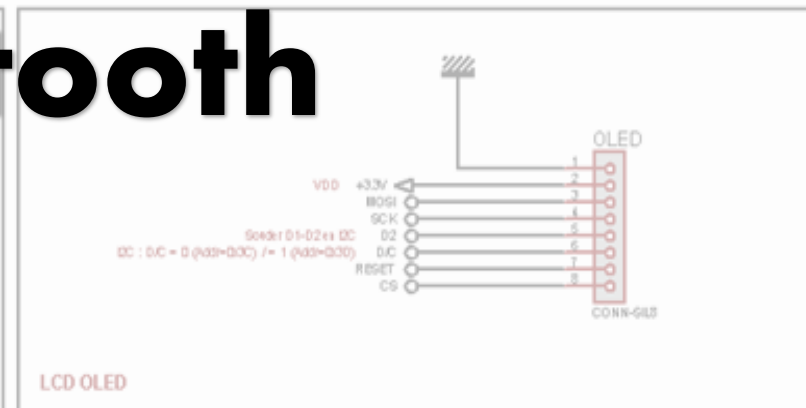 tooth
OLED
1
VDD +3.3V 2
MOSI 3
SCK 4
D2 5
D/C 6
RESET 7
CS 8
CONN-SIL8
LCD OLED